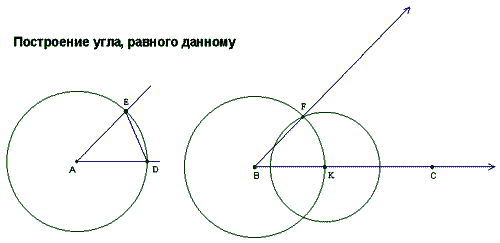 Построение угла, равного данному
E
A
D
F
B
K
C